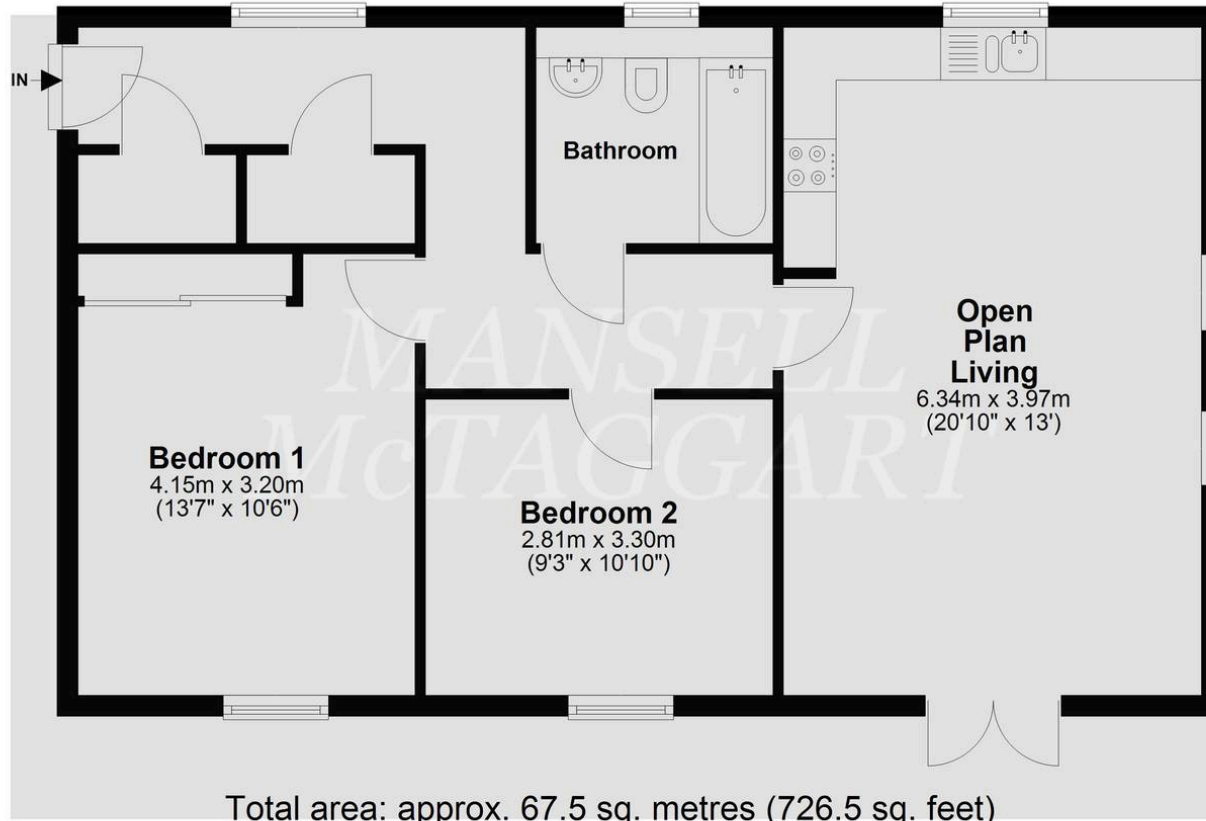 IN
Bathroom
Open
Plan
Living
6.34m x 3.97m
(20'10" x 13')
Bedroom 1
4.15m x 3.20m
(13'7" x 10'6")
Bedroom 2
2.81m x 3.30m
(9'3" x 10'10")
MANSELL
McTAGGART
Total area: approx. 67.5 sq. metres (726.5 sq. feet)